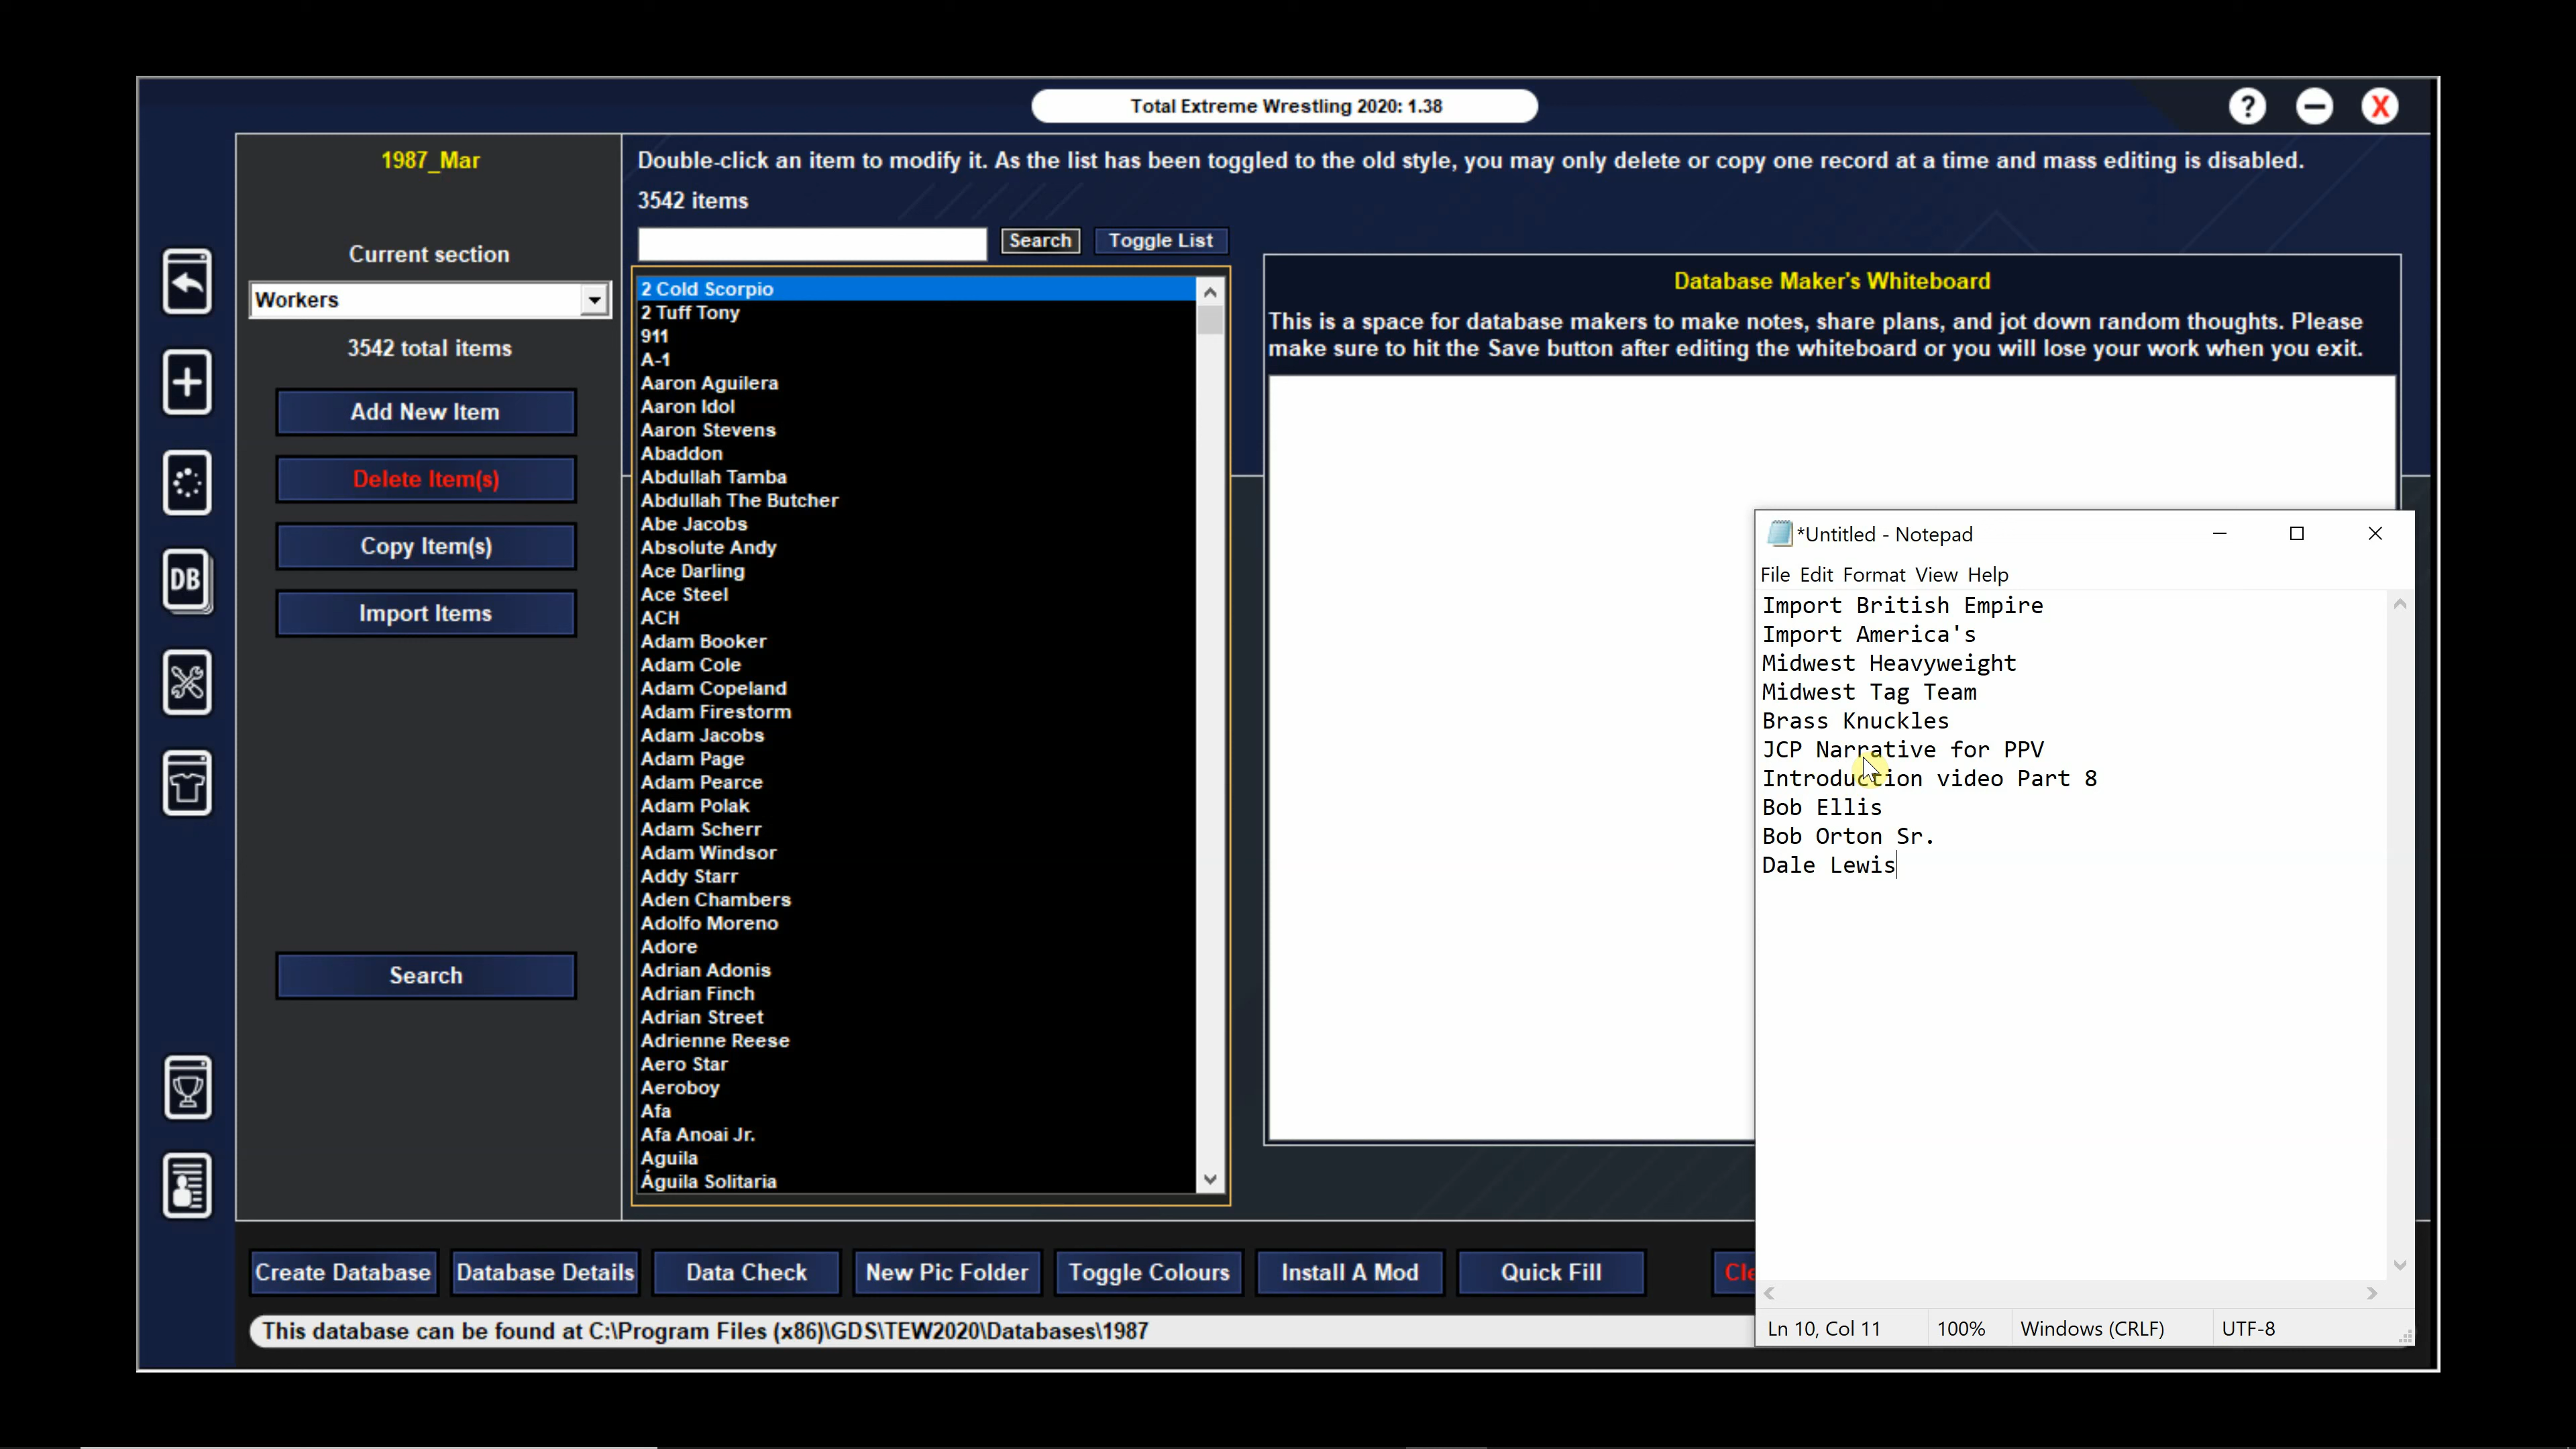 Total Extreme Wrestling 2020: 1.38
?
X
1987_Mar
Current section
Workers
3542 total items
Add New Item
Delete Item(s)
Copy Item(s)
Import Items
Search
DB
Double-click an item to modify it. As the list has been toggled to the old style, you may only delete or copy one record at a time and mass editing is disabled.
3542 items
Search
Toggle List
2 Cold Scorpio
2 Tuff Tony
911
A-1
Aaron Aguilera
Aaron Idol
Aaron Stevens
Abaddon
Abdullah Tamba
Abdullah The Butcher
Abe Jacobs
Absolute Andy
Ace Darling
Ace Steel
ACH
Adam Booker
Adam Cole
Adam Copeland
Adam Firestorm
Adam Jacobs
Adam Page
Adam Pearce
Adam Polak
Adam Scherr
Adam Windsor
Addy Starr
Aden Chambers
Adolfo Moreno
Adore
Adrian Adonis
Adrian Finch
Adrian Street
Adrienne Reese
Aero Star
Aeroboy
Afa
Afa Anoai Jr.
Aguila
Águila Solitaria
Database Maker's Whiteboard
This is a space for database makers to make notes, share plans, and jot down random thoughts. Please
make sure to hit the Save button after editing the whiteboard or you will lose your work when you exit.
*Untitled - Notepad
File Edit Format View Help
Import British Empire
Import America's
Midwest Heavyweight
Midwest Tag Team
Brass Knuckles
JCP Narrative for PPV
Introduction video Part 8
Bob Ellis
Bob Orton Sr.
Dale Lewis
Ln 10, Col 11
100%
Windows (CRLF)
UTF-8
Create Database
Database Details
Data Check
New Pic Folder
Toggle Colours
Install A Mod
Quick Fill
Cle
This database can be found at C:\Program Files (x86)\GDS\TEW2020\Databases\1987